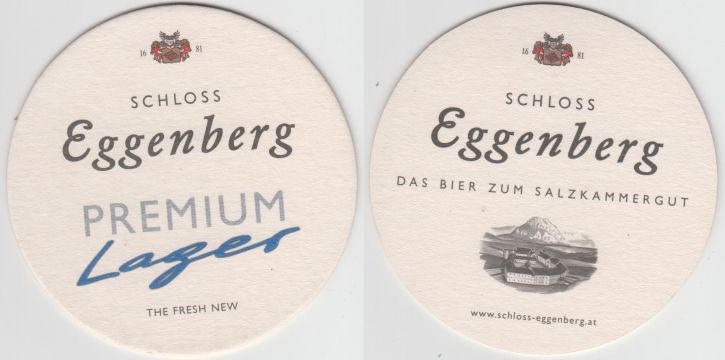 16 81
SCHLOSS
Eggenberg
PREMIUM
Lager
THE FRESH NEW
16 81
SCHLOSS
Eggenberg
DAS BIER ZUM SALZKAMMERGUT
www.schloss-eggenberg.at